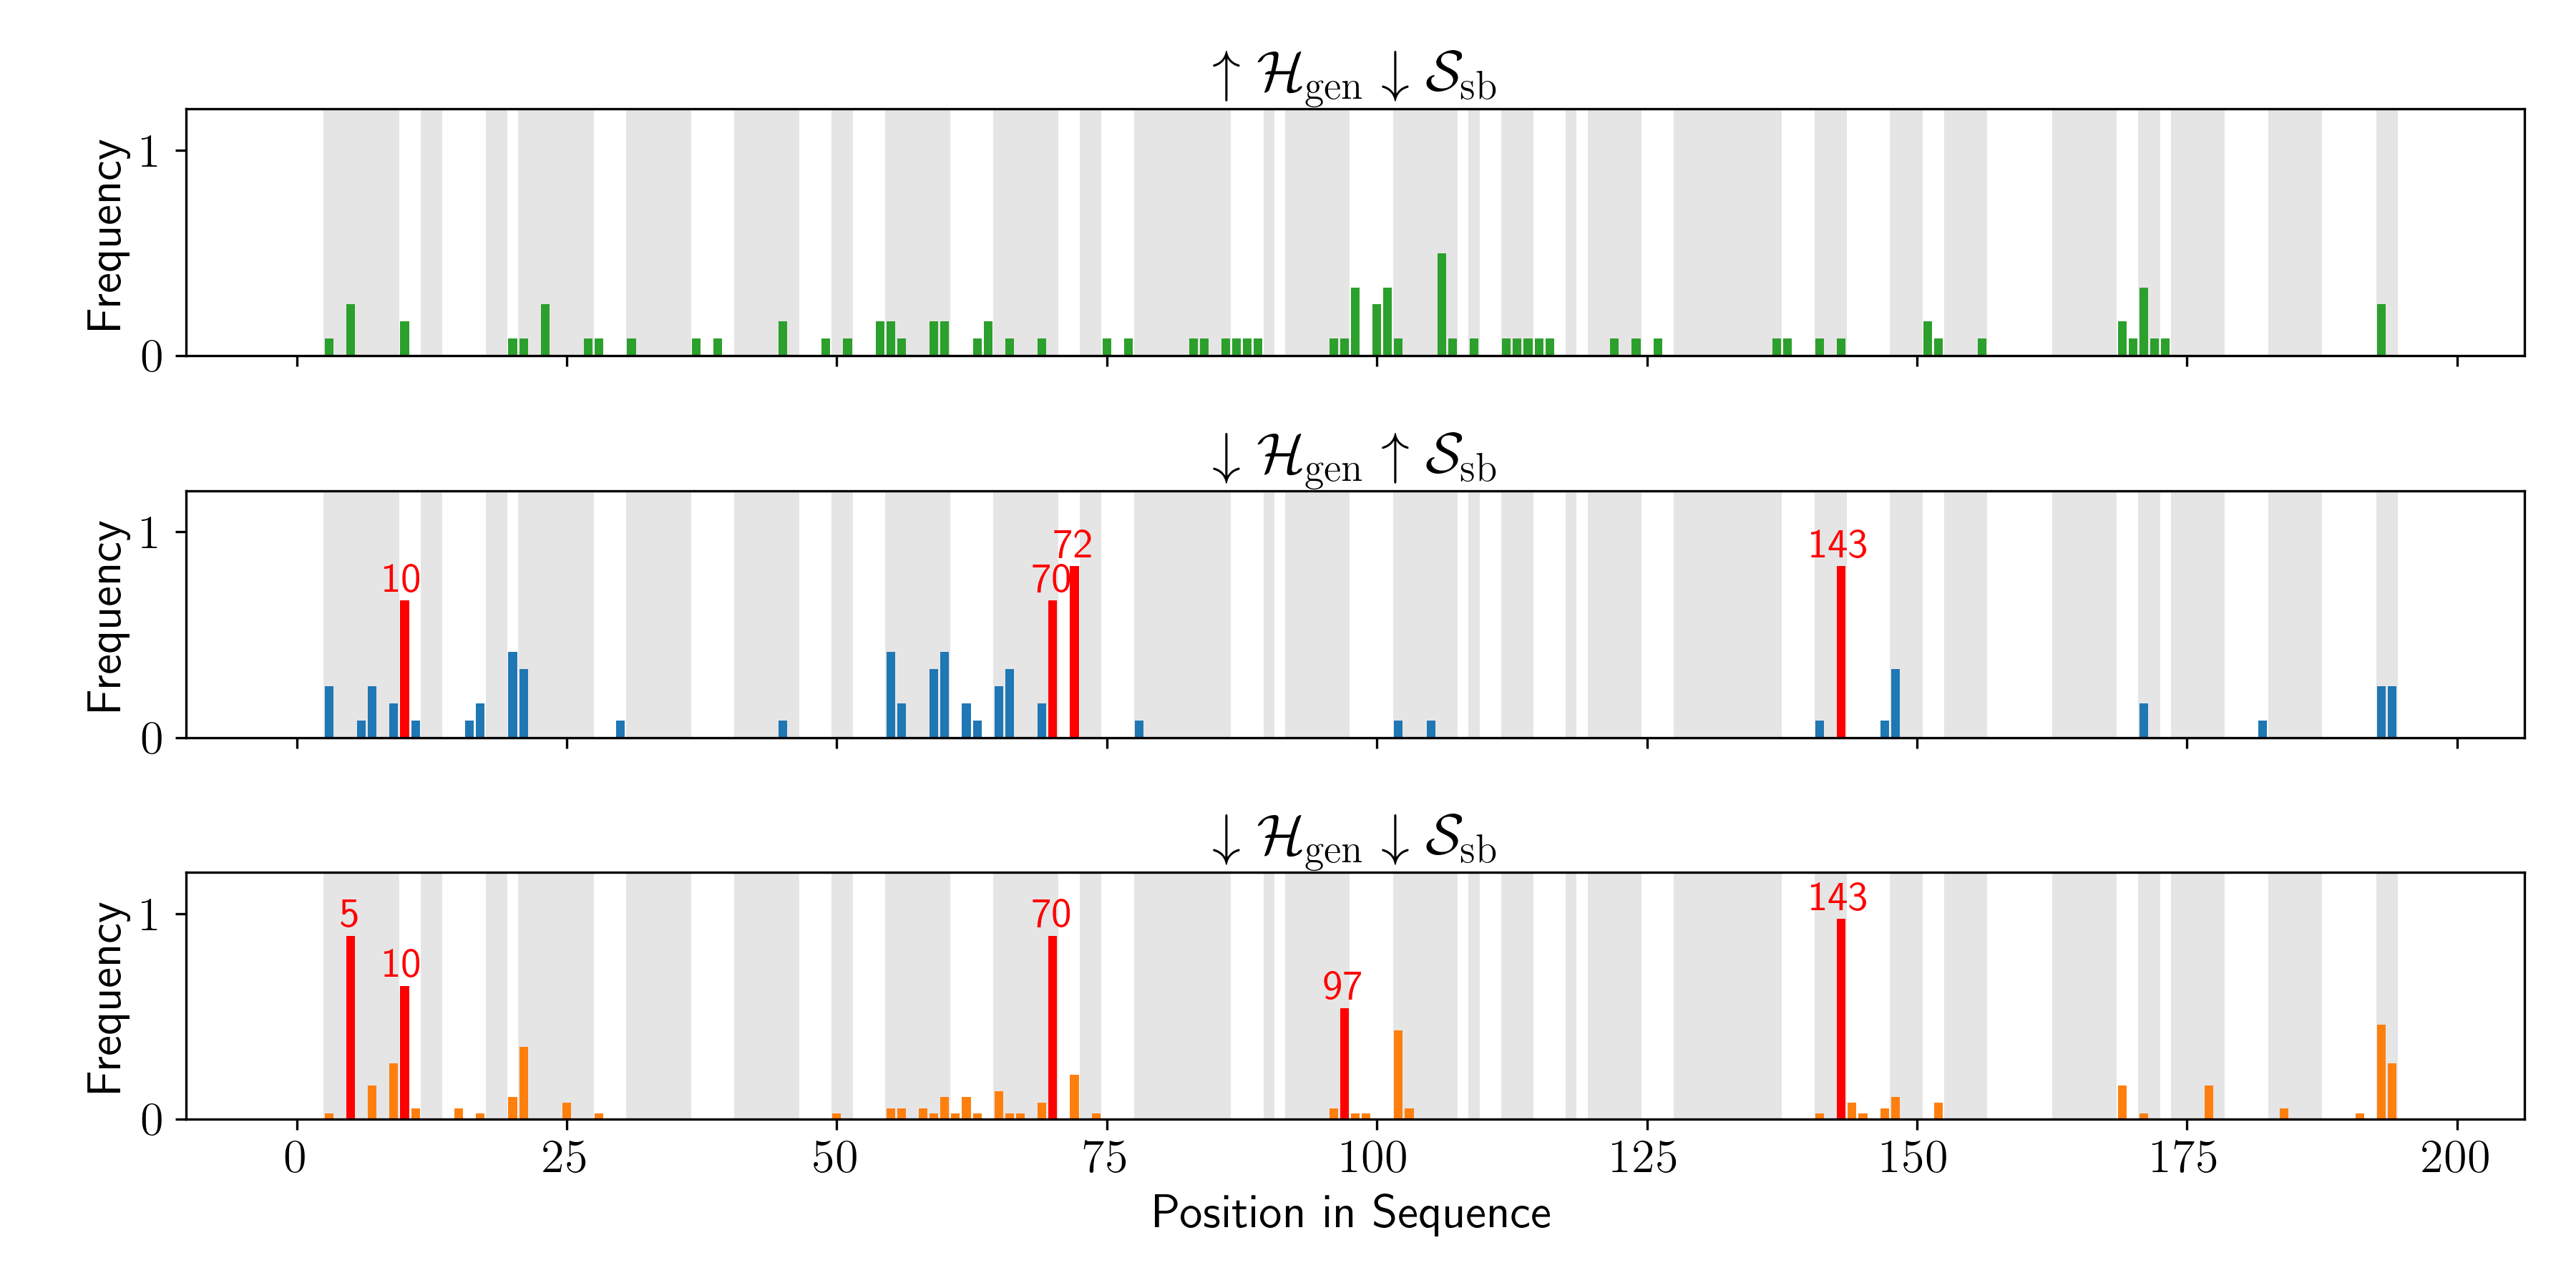 ↑ ℋgen ↓ 𝒮sb
Frequency
1
0
↓ ℋgen ↑ 𝒮sb
Frequency
1
0
10
70
72
143
↓ ℋgen ↓ 𝒮sb
Frequency
1
0
5
10
70
97
143
0 25 50 75 100 125 150 175 200
Position in Sequence